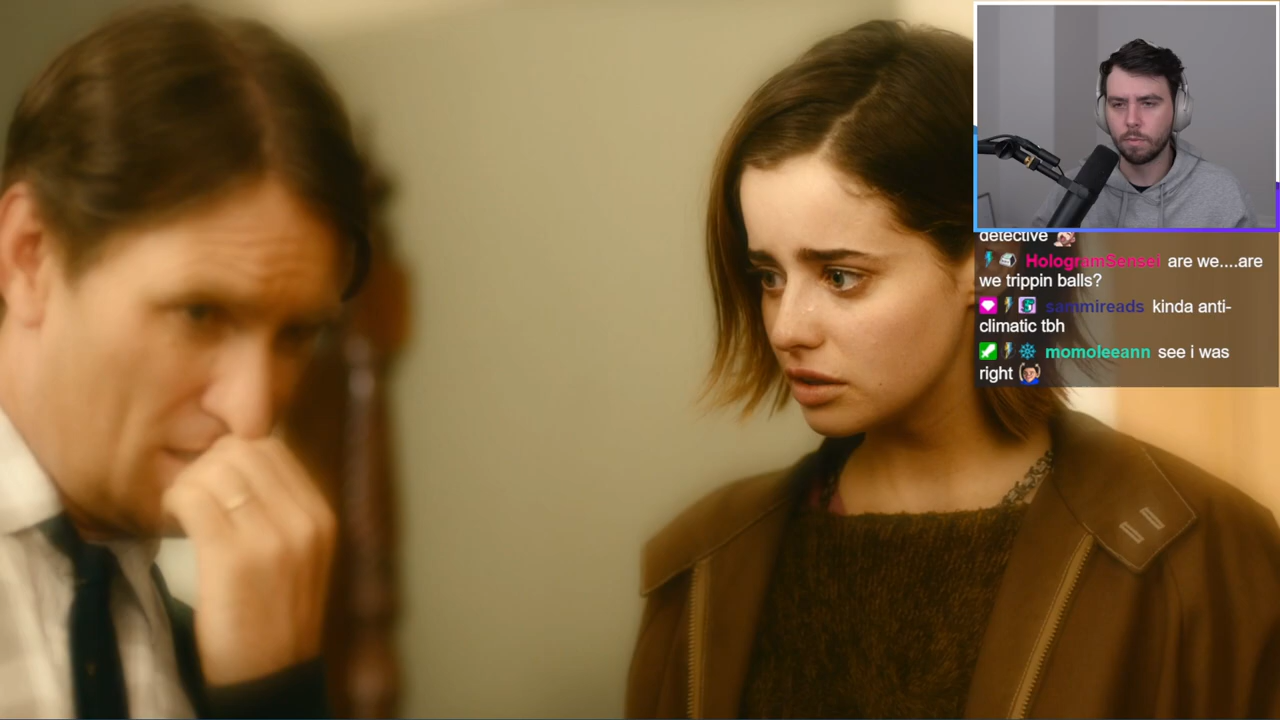 detective
HologramSensei are we....are
we trippin balls?
sammireads kinda anti-
climatic tbh
momoleeann see i was
right